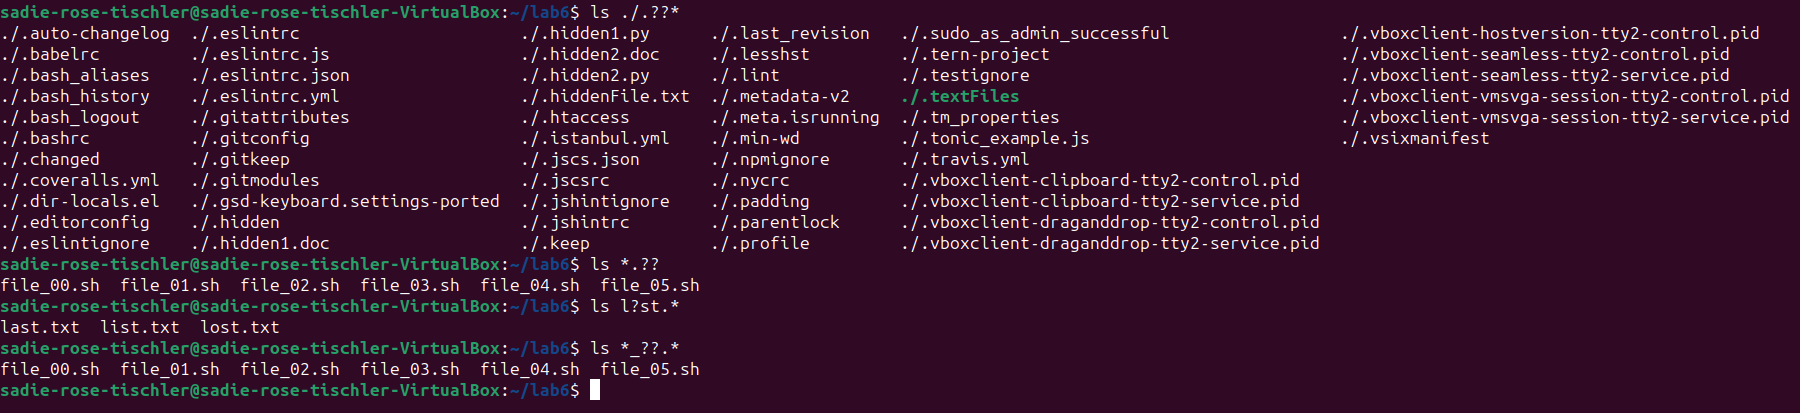 sadie-rose-tischler@sadie-rose-tischler-VirtualBox:~/lab6$ ls ./.??*
./.auto-changelog  ./.eslintrc                       ./.hidden1.py     ./.last_revision   ./.sudo_as_admin_successful                 ./.vboxclient-hostversion-tty2-control.pid
./.babelrc         ./.eslintrc.js                    ./.hidden2.doc    ./.lesshst         ./.tern-project                             ./.vboxclient-seamless-tty2-control.pid
./.bash_aliases    ./.eslintrc.json                  ./.hidden2.py     ./.lint            ./.testignore                               ./.vboxclient-seamless-tty2-service.pid
./.bash_history    ./.eslintrc.yml                   ./.hiddenFile.txt  ./.metadata-v2     ./.textFiles                                ./.vboxclient-vmsvga-session-tty2-control.pid
./.bash_logout     ./.gitattributes                  ./.htaccess       ./.meta.isrunning  ./.tm_properties                            ./.vboxclient-vmsvga-session-tty2-service.pid
./.bashrc          ./.gitconfig                      ./.istanbul.yml   ./.min-wd          ./.tonic_example.js                         ./.vsixmanifest
./.changed         ./.gitkeep                        ./.jscs.json      ./.npmignore       ./.travis.yml
./.coveralls.yml   ./.gitmodules                     ./.jscsrc         ./.nycrc           ./.vboxclient-clipboard-tty2-control.pid
./.dir-locals.el   ./.gsd-keyboard.settings-ported   ./.jshintignore   ./.padding         ./.vboxclient-clipboard-tty2-service.pid
./.editorconfig    ./.hidden                         ./.jshintrc       ./.parentlock      ./.vboxclient-draganddrop-tty2-control.pid
./.eslintignore    ./.hidden1.doc                    ./.keep           ./.profile         ./.vboxclient-draganddrop-tty2-service.pid
sadie-rose-tischler@sadie-rose-tischler-VirtualBox:~/lab6$ ls *.??
file_00.sh  file_01.sh  file_02.sh  file_03.sh  file_04.sh  file_05.sh
sadie-rose-tischler@sadie-rose-tischler-VirtualBox:~/lab6$ ls l?st.*
last.txt  list.txt  lost.txt
sadie-rose-tischler@sadie-rose-tischler-VirtualBox:~/lab6$ ls *_??.*
file_00.sh  file_01.sh  file_02.sh  file_03.sh  file_04.sh  file_05.sh
sadie-rose-tischler@sadie-rose-tischler-VirtualBox:~/lab6$